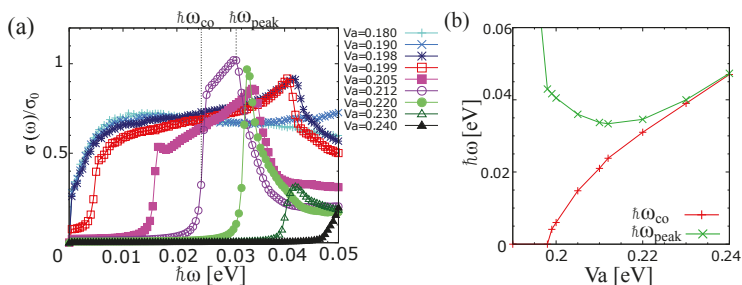 (a)
ħω_co ħω_peak
1
0.5
0
σ (ω)/σ_0
0 0.01 0.02 0.03 0.04 0.05
ħω [eV]
Va=0.180
Va=0.190
Va=0.198
Va=0.199
Va=0.205
Va=0.212
Va=0.220
Va=0.230
Va=0.240
(b)
0.06
0.04
0.02
0
ħω [eV]
ħω_co
ħω_peak
0.2 0.22 0.24
Va [eV]